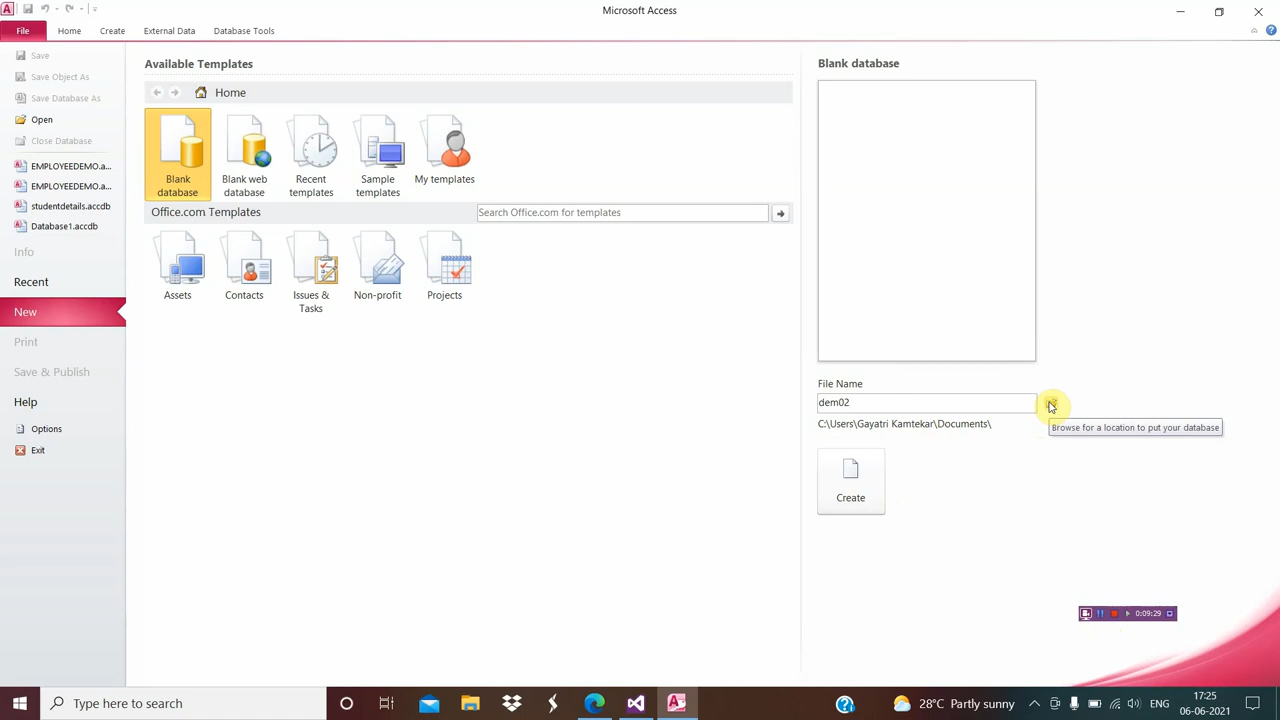 Microsoft Access
File
Home
Create
External Data
Database Tools
Save
Save Object As
Save Database As
Open
Close Database
EMPLOYEEDEMO.a...
EMPLOYEEDEMO.a...
studentdetails.accdb
Database1.accdb
Info
Recent
New
Print
Save & Publish
Help
Options
Exit
Available Templates
Home
Blank database
Blank web database
Recent templates
Sample templates
My templates
Office.com Templates
Search Office.com for templates
Assets
Contacts
Issues & Tasks
Non-profit
Projects
Blank database
File Name
dem02
C:\Users\Gayatri Kamtekar\Documents\
Browse for a location to put your database
Create
0:09:29
Type here to search
28°C Partly sunny
ENG
17:25
06-06-2021